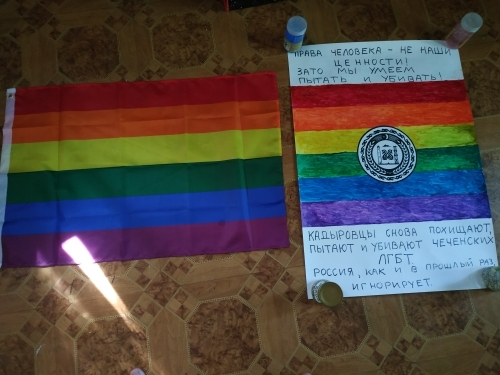 ПРАВА ЧЕЛОВЕКА - НЕ НАШИ
ЦЕННОСТИ!
ЗАТО МЫ УМЕЕМ
ПЫТАТЬ И УБИВАТЬ!
КАДЫРОВЦЫ СНОВА ПОХИЩАЮТ,
ПЫТАЮТ И УБИВАЮТ ЧЕЧЕНСКИХ
ЛГБТ
РОССИЯ, КАК И В ПРОШЛЫЙ РАЗ,
ИГНОРИРУЕТ.